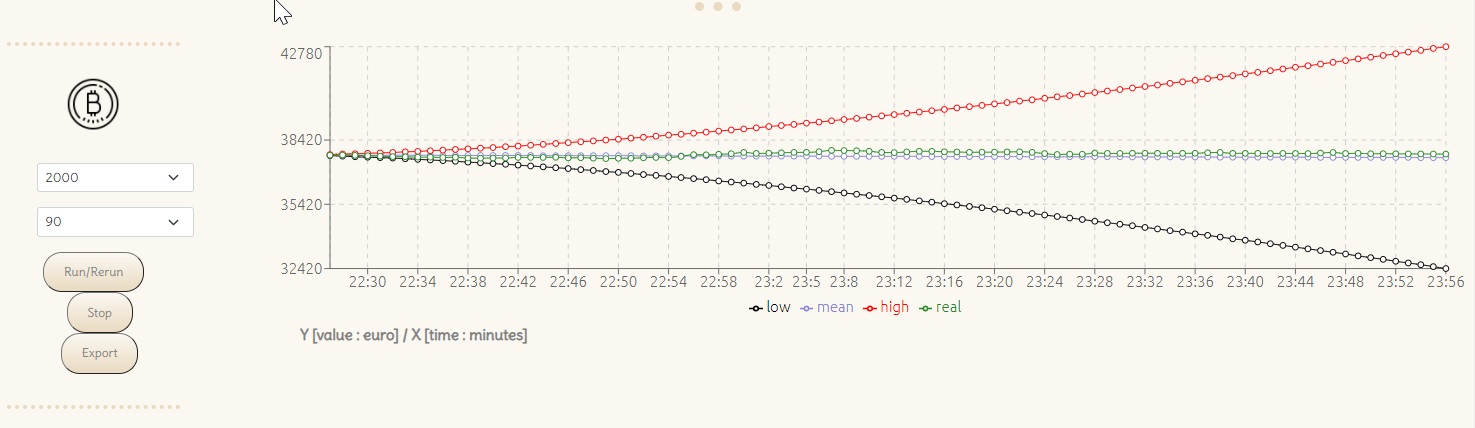 2000
90
Run/Rerun
Stop
Export
42780
38420
35420
32420
22:30 22:34 22:38 22:42 22:46 22:50 22:54 22:58 23:2 23:5 23:8 23:12 23:16 23:20 23:24 23:28 23:32 23:36 23:40 23:44 23:48 23:52 23:56
low mean high real
Y [value : euro] / X [time : minutes]